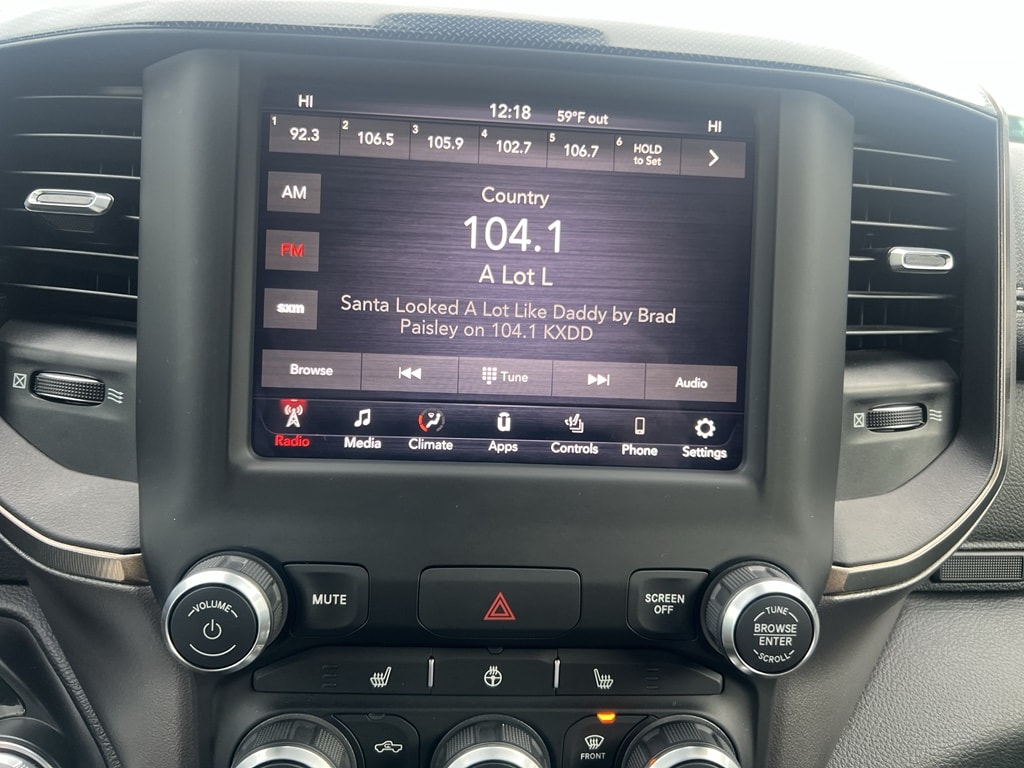 HI
12:18
59°F out
HI
1 92.3
2 106.5
3 105.9
4 102.7
5 106.7
6 HOLD
to Set
AM
FM
sxm
Country
104.1
A Lot L
Santa Looked A Lot Like Daddy by Brad
Paisley on 104.1 KXDD
Browse
Tune
Audio
Radio
Media
Climate
Apps
Controls
Phone
Settings
VOLUME
MUTE
SCREEN
OFF
TUNE
BROWSE
ENTER
SCROLL
FRONT